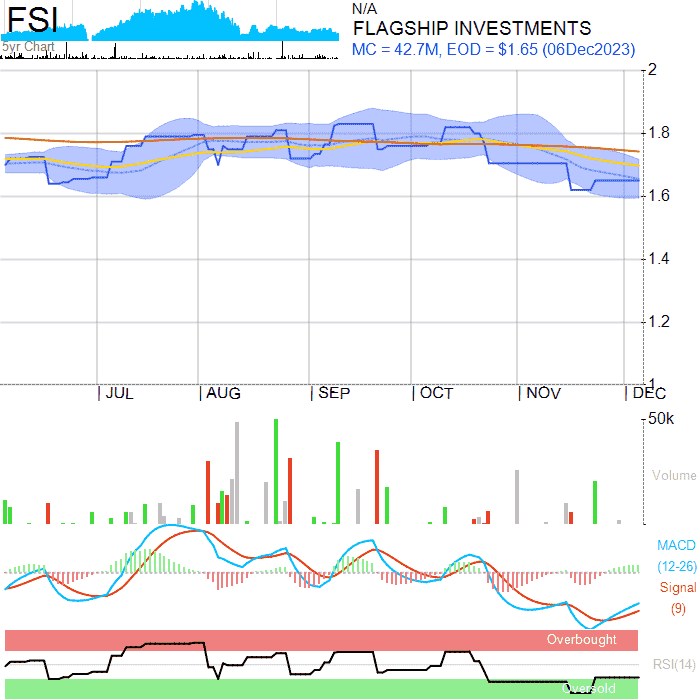 FSI
5yr Chart
N/A
FLAGSHIP INVESTMENTS
MC = 42.7M, EOD = $1.65 (06Dec2023)
2
1.8
1.6
1.4
1.2
1
JUL AUG SEP OCT NOV DEC
50k
Volume
MACD
(12-26)
Signal
(9)
Overbought
RSI(14)
Oversold